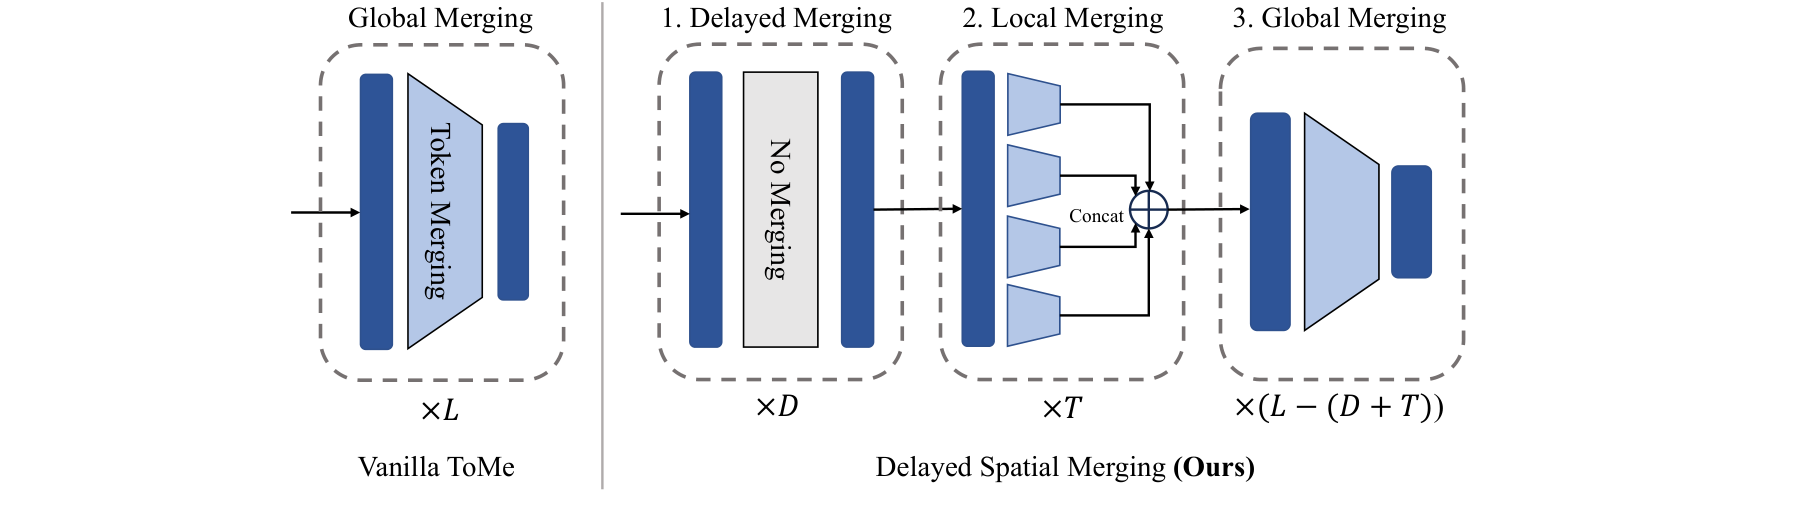 Global Merging
Token Merging
×L
Vanilla ToMe
1. Delayed Merging
No Merging
×D
2. Local Merging
Concat
×T
3. Global Merging
×(L − (D + T))
Delayed Spatial Merging (Ours)